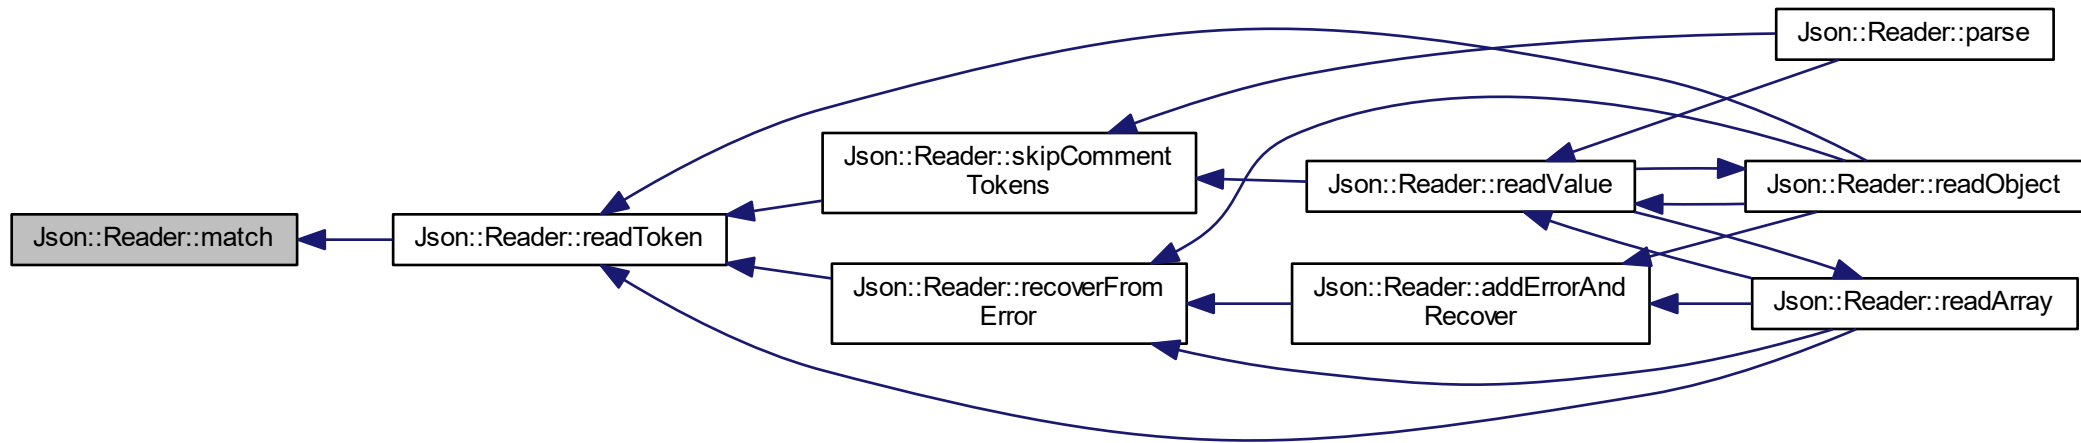 Json::Reader::match
Json::Reader::readToken
Json::Reader::skipComment
Tokens
Json::Reader::recoverFrom
Error
Json::Reader::readValue
Json::Reader::addErrorAnd
Recover
Json::Reader::parse
Json::Reader::readObject
Json::Reader::readArray